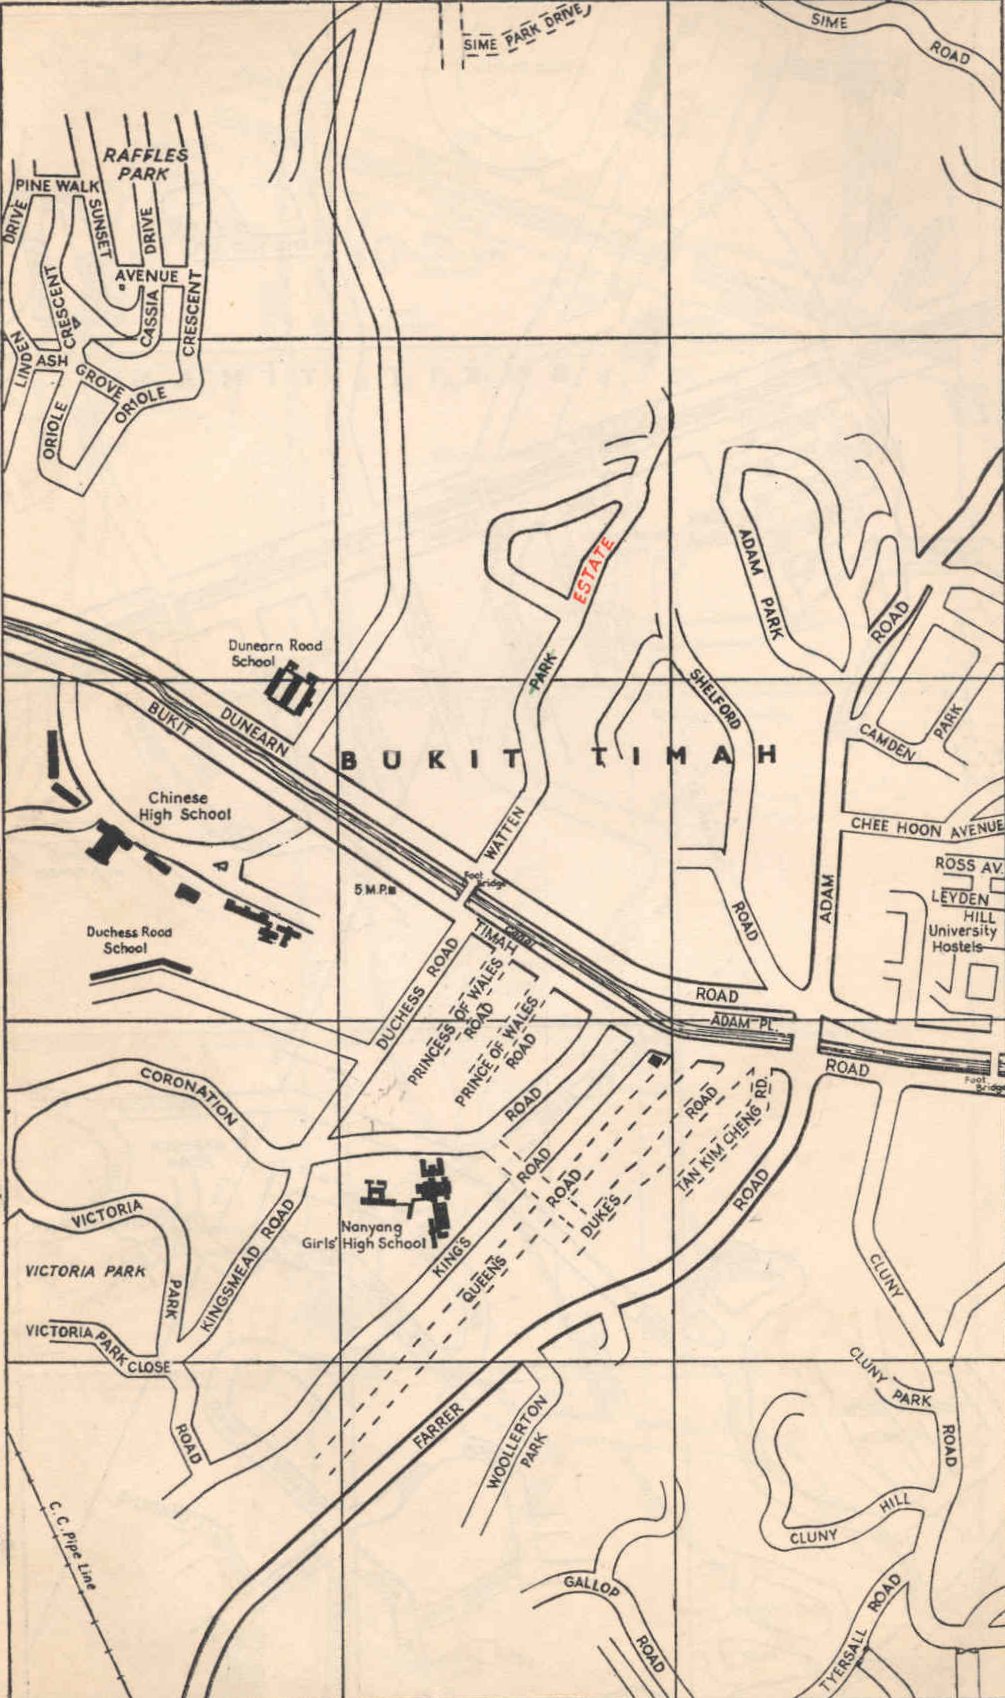 SIME PARK DRIVE
SIME ROAD
RAFFLES
PARK
PINE WALK
DRIVE
SUNSET
DRIVE
AVENUE
CRESCENT
CASSIA
CRESCENT
LINDEN
ASH
GROVE
ORIOLE
ORIOLE
ESTATE
PARK
WATTEN
ADAM PARK
ROAD
SHELFORD
ROAD
CAMDEN
PARK
Dunearn Road
School
BUKIT
DUNEARN
BUKIT TIMAH
Chinese
High School
CHEE HOON AVENUE
ROSS AV.
LEYDEN
HILL
University
Hostels
ADAM
5 M.P.
Foot
Bridge
TIMAH
Canal
Duchess Road
School
DUCHESS ROAD
PRINCESS OF WALES
ROAD
PRINCE OF WALES
ROAD
ROAD
ADAM PL.
ROAD
Foot
Bridge
CORONATION
ROAD
ROAD
ROAD
ROAD
DUKES
TAN KIM CHENG RD.
ROAD
VICTORIA
PARK
KINGSMEAD ROAD
Nanyang
Girls' High School
KINGS
QUEENS
VICTORIA PARK
VICTORIA PARK CLOSE
ROAD
CLUNY
CLUNY PARK
ROAD
FARRER
WOOLLERTON
PARK
CLUNY HILL
C.C. Pipe Line
GALLOP
ROAD
TYERSALL ROAD